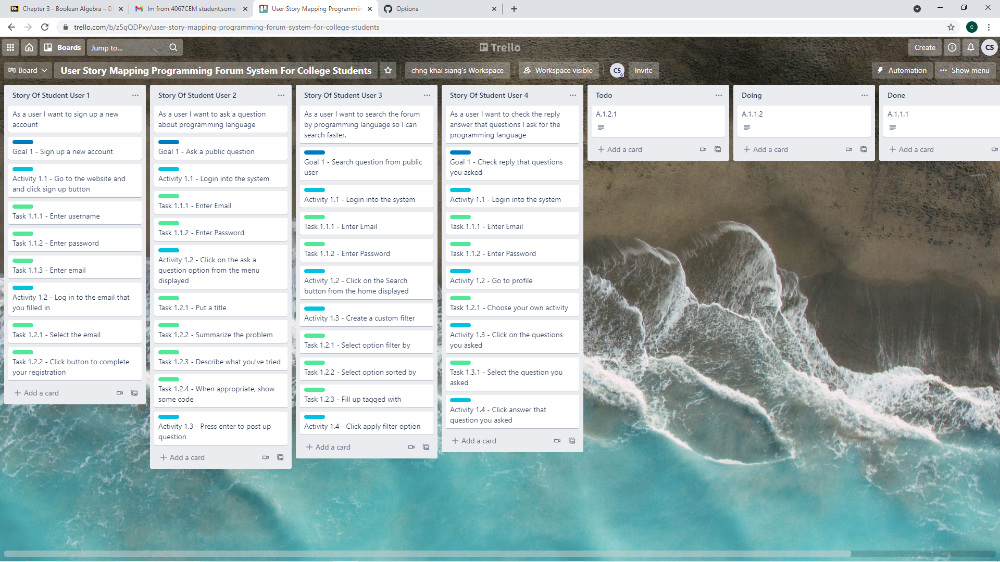 Chapter 3 - Boolean Algebra – D
Im from 4067CEM student,some
User Story Mapping Programmin
Options
trello.com/b/z5gQDPxy/user-story-mapping-programming-forum-system-for-college-students
Boards
Jump to...
Trello
Create
CS
Board
User Story Mapping Programming Forum System For College Students
chng khai siang's Workspace
Workspace visible
CS
Invite
Automation
Show menu
Story Of Student User 1
As a user I want to sign up a new
account
Goal 1 - Sign up a new account
Activity 1.1 - Go to the website and
and click sign up button
Task 1.1.1 - Enter username
Task 1.1.2 - Enter password
Task 1.1.3 - Enter email
Activity 1.2 - Log in to the email that
you filled in
Task 1.2.1 - Select the email
Task 1.2.2 - Click button to complete
your registration
Add a card
Story Of Student User 2
As a user I want to ask a question
about programming language
Goal 1 - Ask a public question
Activity 1.1 - Login into the system
Task 1.1.1 - Enter Email
Task 1.1.2 - Enter Password
Activity 1.2 - Click on the ask a
question option from the menu
displayed
Task 1.2.1 - Put a title
Task 1.2.2 - Summarize the problem
Task 1.2.3 - Describe what you've tried
Task 1.2.4 - When appropriate, show
some code
Activity 1.3 - Press enter to post up
question
Add a card
Story Of Student User 3
As a user I want to search the forum
by programming language so I can
search faster.
Goal 1 - Search question from public
user
Activity 1.1 - Login into the system
Task 1.1.1 - Enter Email
Task 1.1.2 - Enter Password
Activity 1.2 - Click on the Search
button from the home displayed
Activity 1.3 - Create a custom filter
Task 1.2.1 - Select option filter by
Task 1.2.2 - Select option sorted by
Task 1.2.3 - Fill up tagged with
Activity 1.4 - Click apply filter option
Add a card
Story Of Student User 4
As a user I want to check the reply
answer that questions I ask for the
programming language
Goal 1 - Check reply that questions
you asked
Activity 1.1 - Login into the system
Task 1.1.1 - Enter Email
Task 1.1.2 - Enter Password
Activity 1.2 - Go to profile
Task 1.2.1 - Choose your own activity
Activity 1.3 - Click on the questions
you asked
Task 1.3.1 - Select the question you
asked
Activity 1.4 - Click answer that
question you asked
Add a card
Todo
A.1.2.1
Add a card
Doing
A.1.1.2
Add a card
Done
A.1.1.1
Add a card